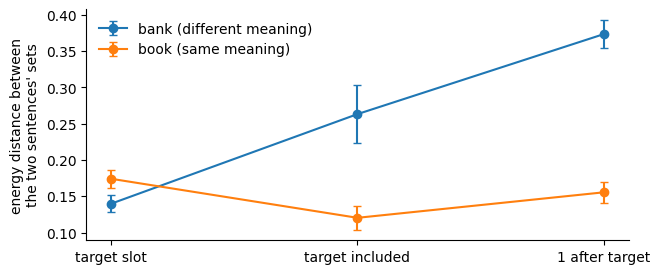 energy distance between
the two sentences' sets
0.40
0.35
0.30
0.25
0.20
0.15
0.10
bank (different meaning)
book (same meaning)
target slot
target included
1 after target